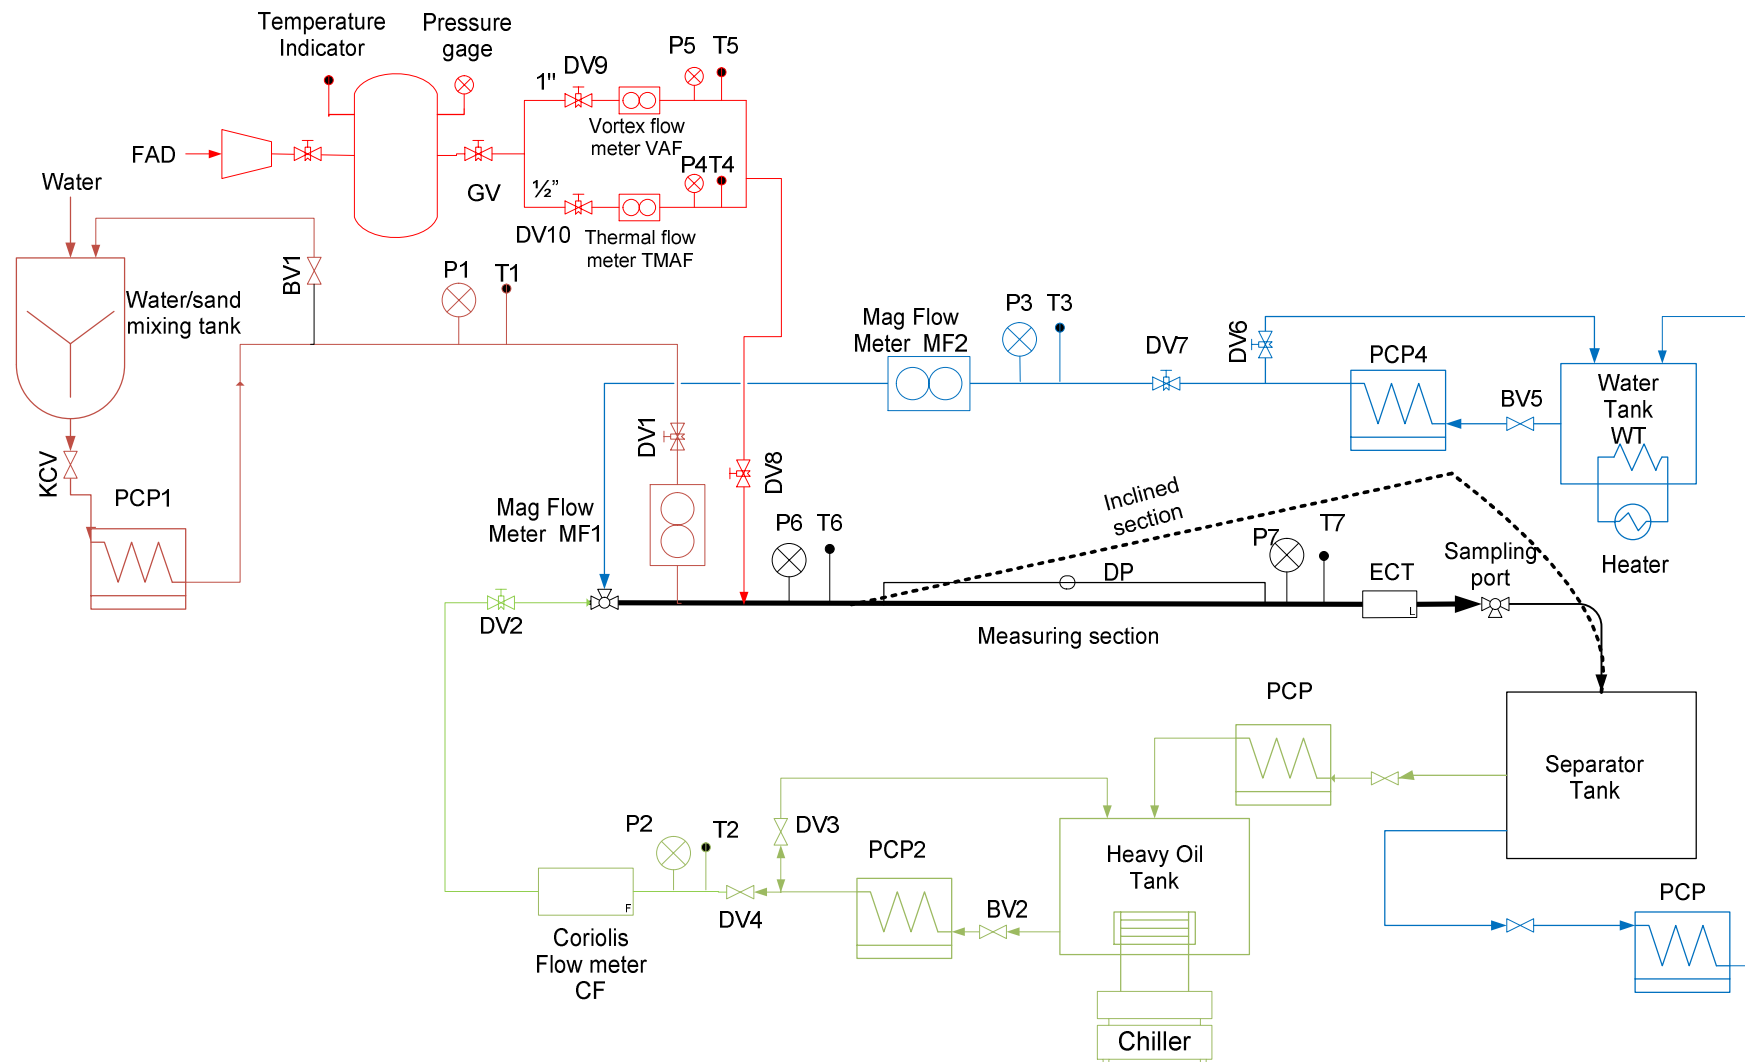 Temperature
Indicator
Pressure
gage
P5
T5
DV9
1"
Vortex flow
meter VAF
FAD
P4
T4
GV
½”
DV10
Thermal flow
meter TMAF
Water
BV1
P1
T1
Water/sand
mixing tank
KCV
PCP1
Mag Flow
Meter MF2
P3
T3
DV7
DV6
PCP4
BV5
Water
Tank
WT
Heater
DV1
DV8
Mag Flow
Meter MF1
P6
T6
Inclined
section
DP
P7
T7
ECT
L
Sampling
port
DV2
Measuring section
PCP
Separator
Tank
P2
T2
DV3
PCP2
Heavy Oil
Tank
BV2
DV4
F
Coriolis
Flow meter
CF
PCP
Chiller